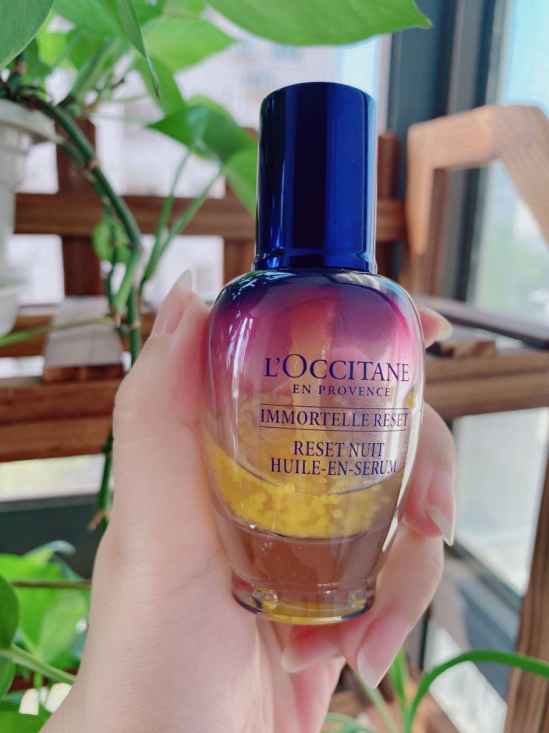 L'OCCITANE
EN PROVENCE
IMMORTELLE RESET
RESET NUIT
HUILE-EN-SERUM